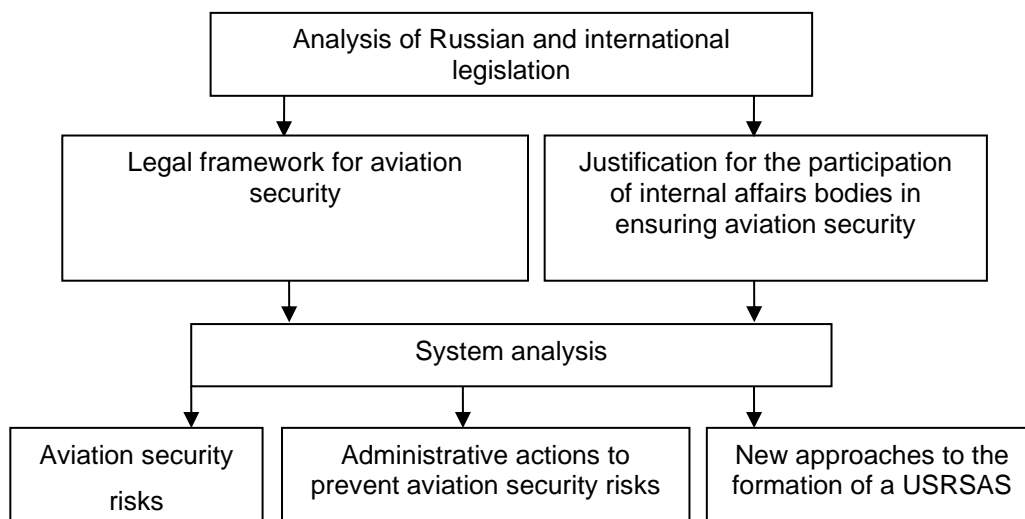 Analysis of Russian and international
legislation
Legal framework for aviation
security
Justification for the participation
of internal affairs bodies in
ensuring aviation security
System analysis
Aviation security
risks
Administrative actions to
prevent aviation security risks
New approaches to the
formation of a USRSAS